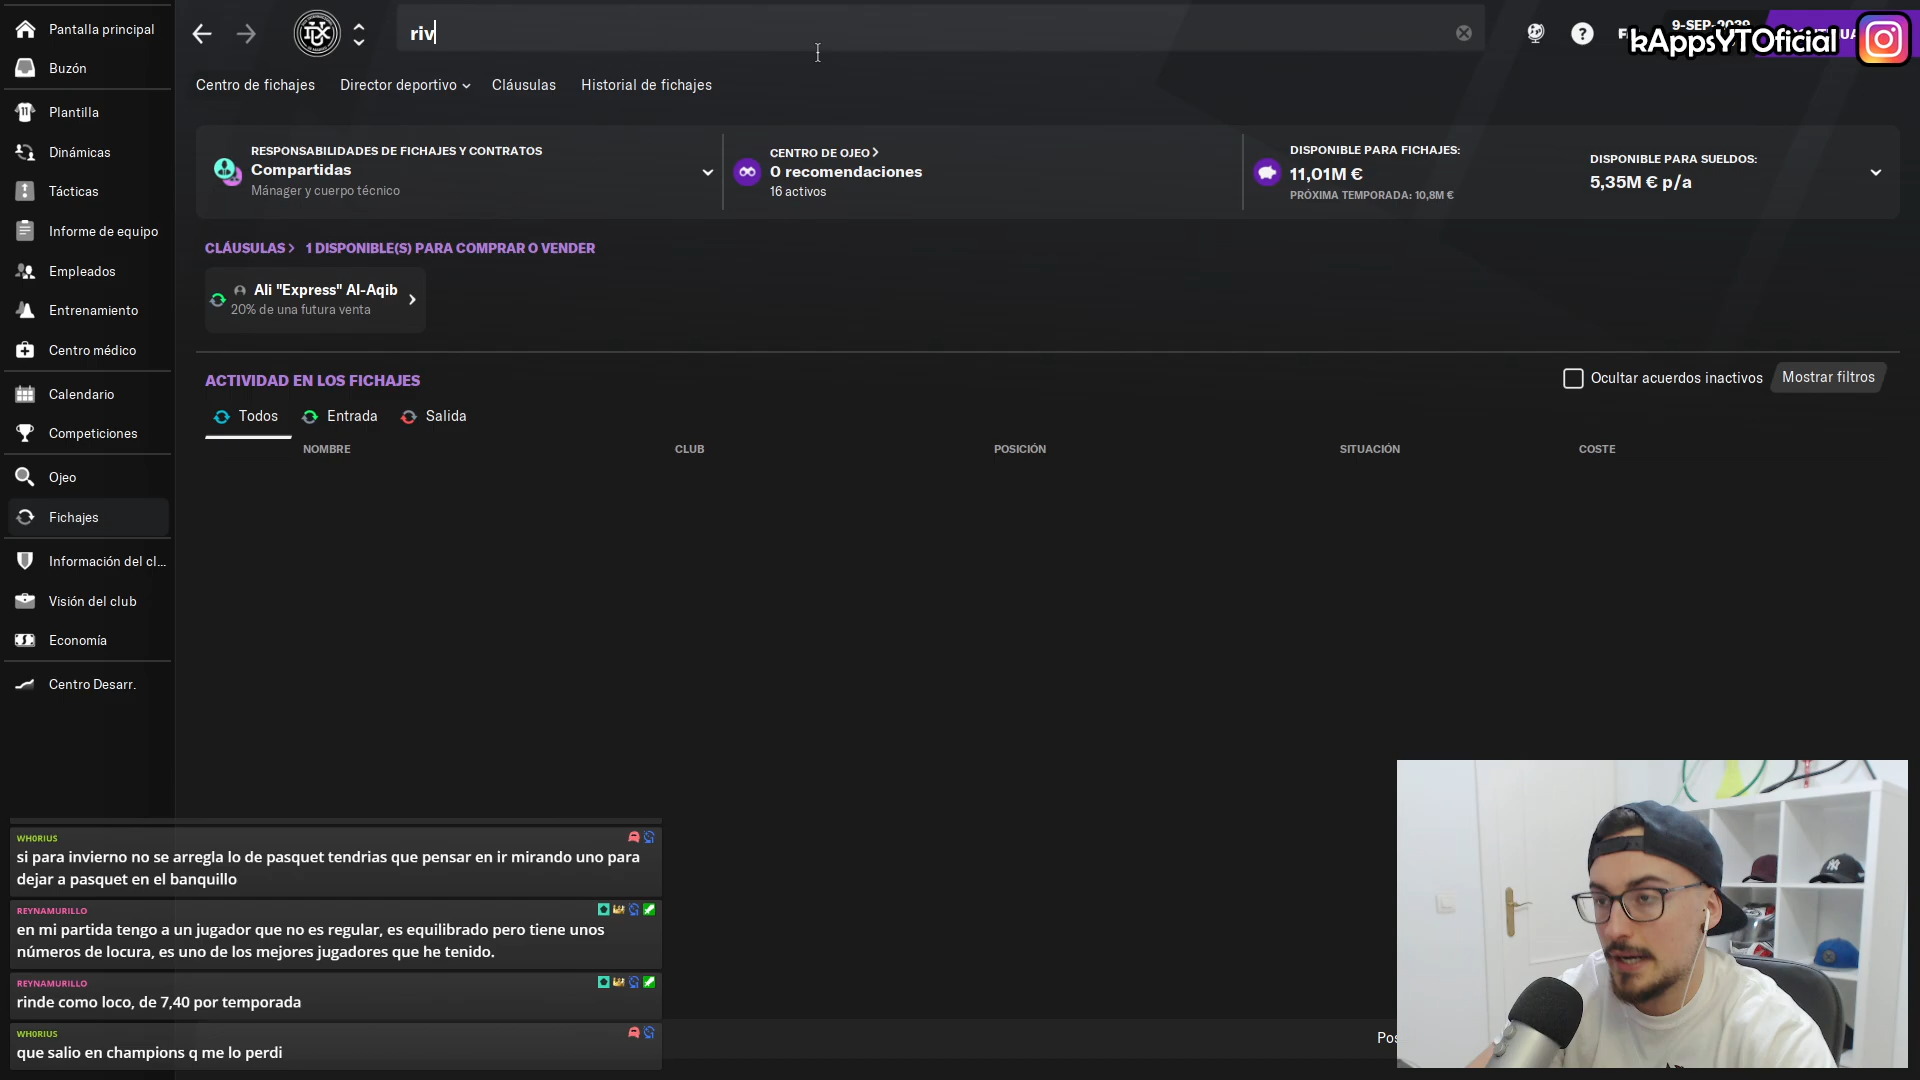 Pantalla principal
Buzón
Plantilla
Dinámicas
Tácticas
Informe de equipo
Empleados
Entrenamiento
Centro médico
Calendario
Competiciones
Ojeo
Fichajes
Información del cl...
Visión del club
Economía
Centro Desarr.
riv
kAppsYTOficial
Centro de fichajes
Director deportivo
Cláusulas
Historial de fichajes
RESPONSABILIDADES DE FICHAJES Y CONTRATOS
Compartidas
Mánager y cuerpo técnico
CENTRO DE OJEO
0 recomendaciones
16 activos
DISPONIBLE PARA FICHAJES:
11,01M €
PRÓXIMA TEMPORADA: 10,8M €
DISPONIBLE PARA SUELDOS:
5,35M € p/a
CLÁUSULAS > 1 DISPONIBLE(S) PARA COMPRAR O VENDER
Ali "Express" Al-Aqib
20% de una futura venta
ACTIVIDAD EN LOS FICHAJES
Ocultar acuerdos inactivos
Mostrar filtros
Todos
Entrada
Salida
NOMBRE
CLUB
POSICIÓN
SITUACIÓN
COSTE
WH0RIUS
si para invierno no se arregla lo de pasquet tendrias que pensar en ir mirando uno para
dejar a pasquet en el banquillo
REYNAMURILLO
en mi partida tengo a un jugador que no es regular, es equilibrado pero tiene unos
números de locura, es uno de los mejores jugadores que he tenido.
REYNAMURILLO
rinde como loco, de 7,40 por temporada
WH0RIUS
que salio en champions q me lo perdi